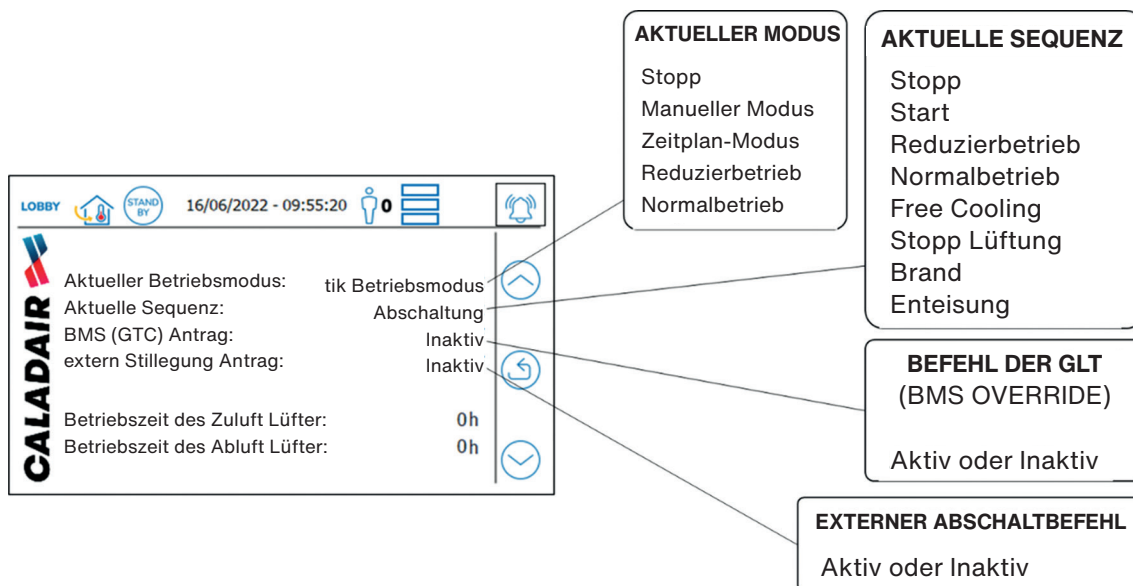 AKTUELLER MODUS
Stopp
Manueller Modus
Zeitplan-Modus
Reduzierbetrieb
Normalbetrieb
AKTUELLE SEQUENZ
Stopp
Start
Reduzierbetrieb
Normalbetrieb
Free Cooling
Stopp Lüftung
Brand
Enteisung
LOBBY STAND BY 16/06/2022 - 09:55:20 0
CALADAIR
Aktueller Betriebsmodus: tik Betriebsmodus
Aktuelle Sequenz: Abschaltung
BMS (GTC) Antrag: Inaktiv
extern Stillegung Antrag: Inaktiv
Betriebszeit des Zuluft Lüfter: 0h
Betriebszeit des Abluft Lüfter: 0h
BEFEHL DER GLT
(BMS OVERRIDE)
Aktiv oder Inaktiv
EXTERNER ABSCHALTBEFEHL
Aktiv oder Inaktiv